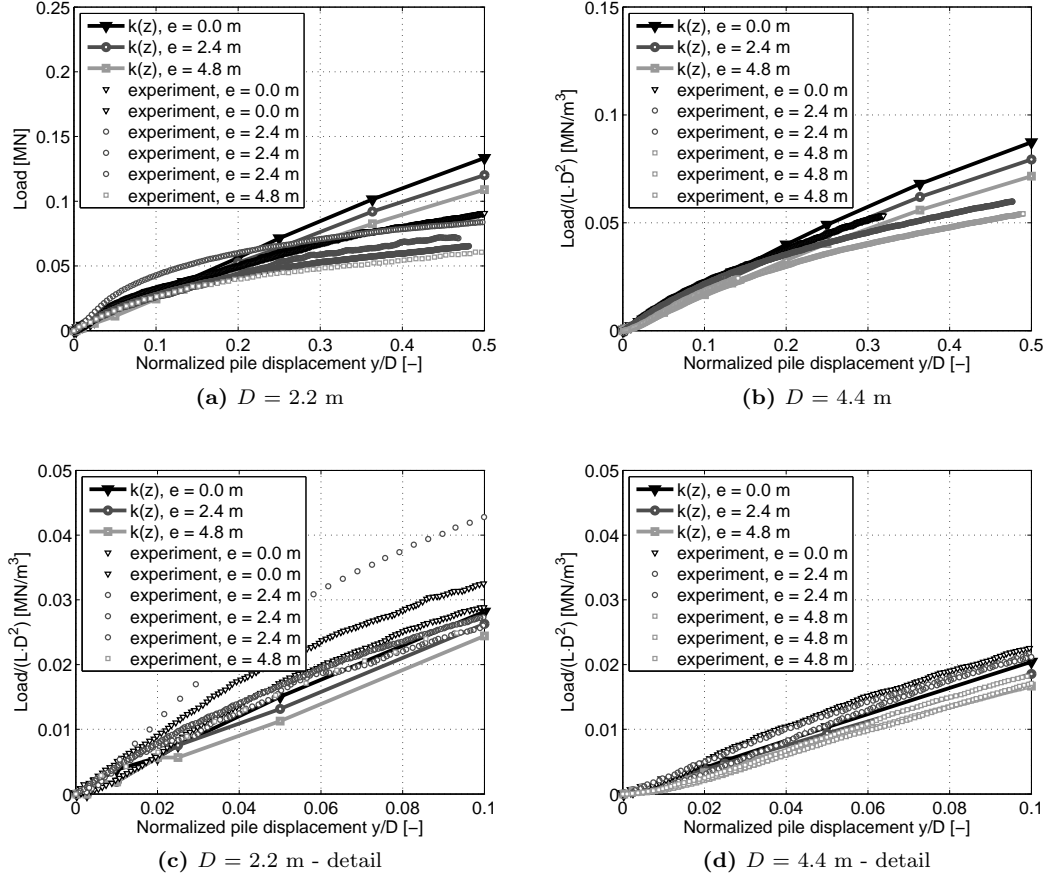 0.25
0.2
0.15
0.1
0.05
0
Load [MN]
k(z), e = 0.0 m
k(z), e = 2.4 m
k(z), e = 4.8 m
experiment, e = 0.0 m
experiment, e = 0.0 m
experiment, e = 2.4 m
experiment, e = 2.4 m
experiment, e = 2.4 m
experiment, e = 4.8 m
0 0.1 0.2 0.3 0.4 0.5
Normalized pile displacement y/D [−]
(a) D = 2.2 m
0.15
0.1
0.05
0
Load/(L·D²) [MN/m³]
k(z), e = 0.0 m
k(z), e = 2.4 m
k(z), e = 4.8 m
experiment, e = 0.0 m
experiment, e = 2.4 m
experiment, e = 2.4 m
experiment, e = 4.8 m
experiment, e = 4.8 m
experiment, e = 4.8 m
0 0.1 0.2 0.3 0.4 0.5
Normalized pile displacement y/D [−]
(b) D = 4.4 m
0.05
0.04
0.03
0.02
0.01
0
Load/(L·D²) [MN/m³]
k(z), e = 0.0 m
k(z), e = 2.4 m
k(z), e = 4.8 m
experiment, e = 0.0 m
experiment, e = 0.0 m
experiment, e = 2.4 m
experiment, e = 2.4 m
experiment, e = 2.4 m
experiment, e = 4.8 m
0 0.02 0.04 0.06 0.08 0.1
Normalized pile displacement y/D [−]
(c) D = 2.2 m - detail
0.05
0.04
0.03
0.02
0.01
0
Load/(L·D²) [MN/m³]
k(z), e = 0.0 m
k(z), e = 2.4 m
k(z), e = 4.8 m
experiment, e = 0.0 m
experiment, e = 2.4 m
experiment, e = 2.4 m
experiment, e = 4.8 m
experiment, e = 4.8 m
experiment, e = 4.8 m
0 0.02 0.04 0.06 0.08 0.1
Normalized pile displacement y/D [−]
(d) D = 4.4 m - detail